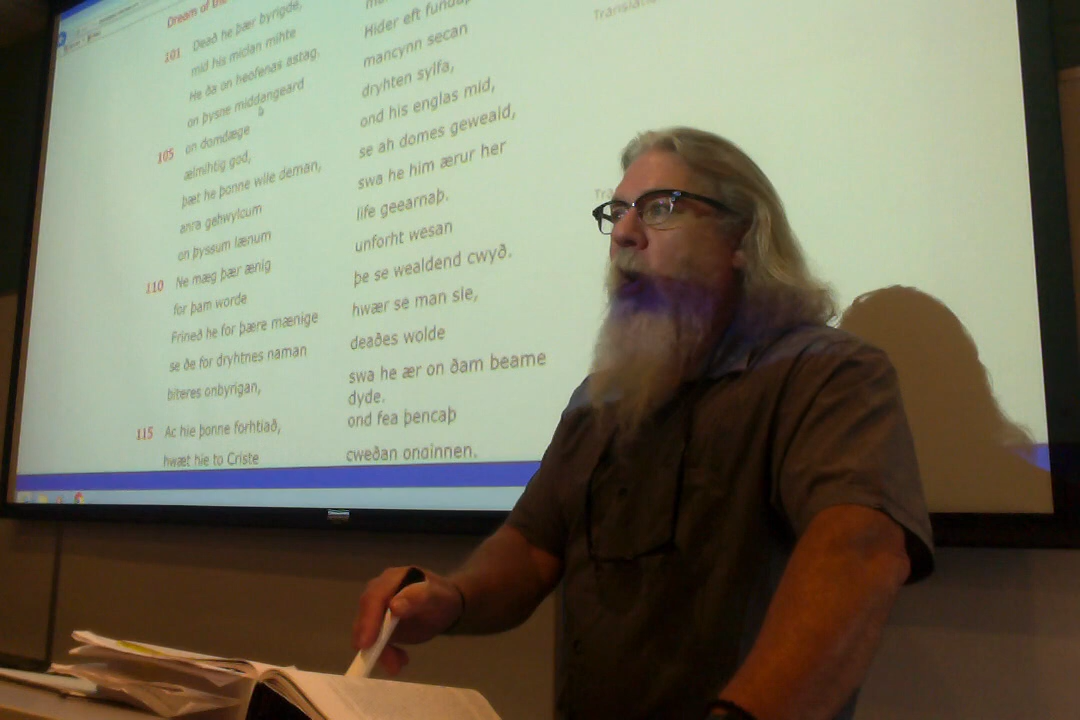 Dream of the
101 Deað he þær byrigde,
mid his miclan mihte
He ða on heofenas astag. Hider eft fundaþ
on þysne middangeard mancynn secan
105 on domdæge dryhten sylfa,
ælmihtig god, ond his englas mid,
þæt he þonne wile deman, se ah domes geweald,
anra gehwylcum swa he him ærur her
on þyssum lænum life geearnaþ.
110 Ne mæg þær ænig unforht wesan
for þam worde þe se wealdend cwyð.
Frineð he for þære mænige hwær se man sie,
se ðe for dryhtnes naman deaðes wolde
biteres onbyrigan, swa he ær on ðam beame
dyde.
115 Ac hie þonne forhtiað, ond fea þencaþ
hwæt hie to Criste cweðan onginnen.